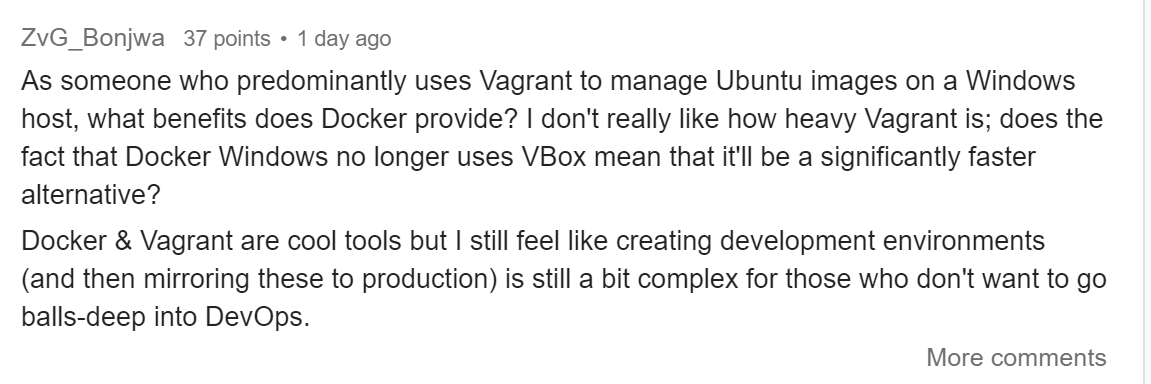 ZvG_Bonjwa 37 points • 1 day ago
As someone who predominantly uses Vagrant to manage Ubuntu images on a Windows
host, what benefits does Docker provide? I don't really like how heavy Vagrant is; does the
fact that Docker Windows no longer uses VBox mean that it'll be a significantly faster
alternative?
Docker & Vagrant are cool tools but I still feel like creating development environments
(and then mirroring these to production) is still a bit complex for those who don't want to go
balls-deep into DevOps.
More comments